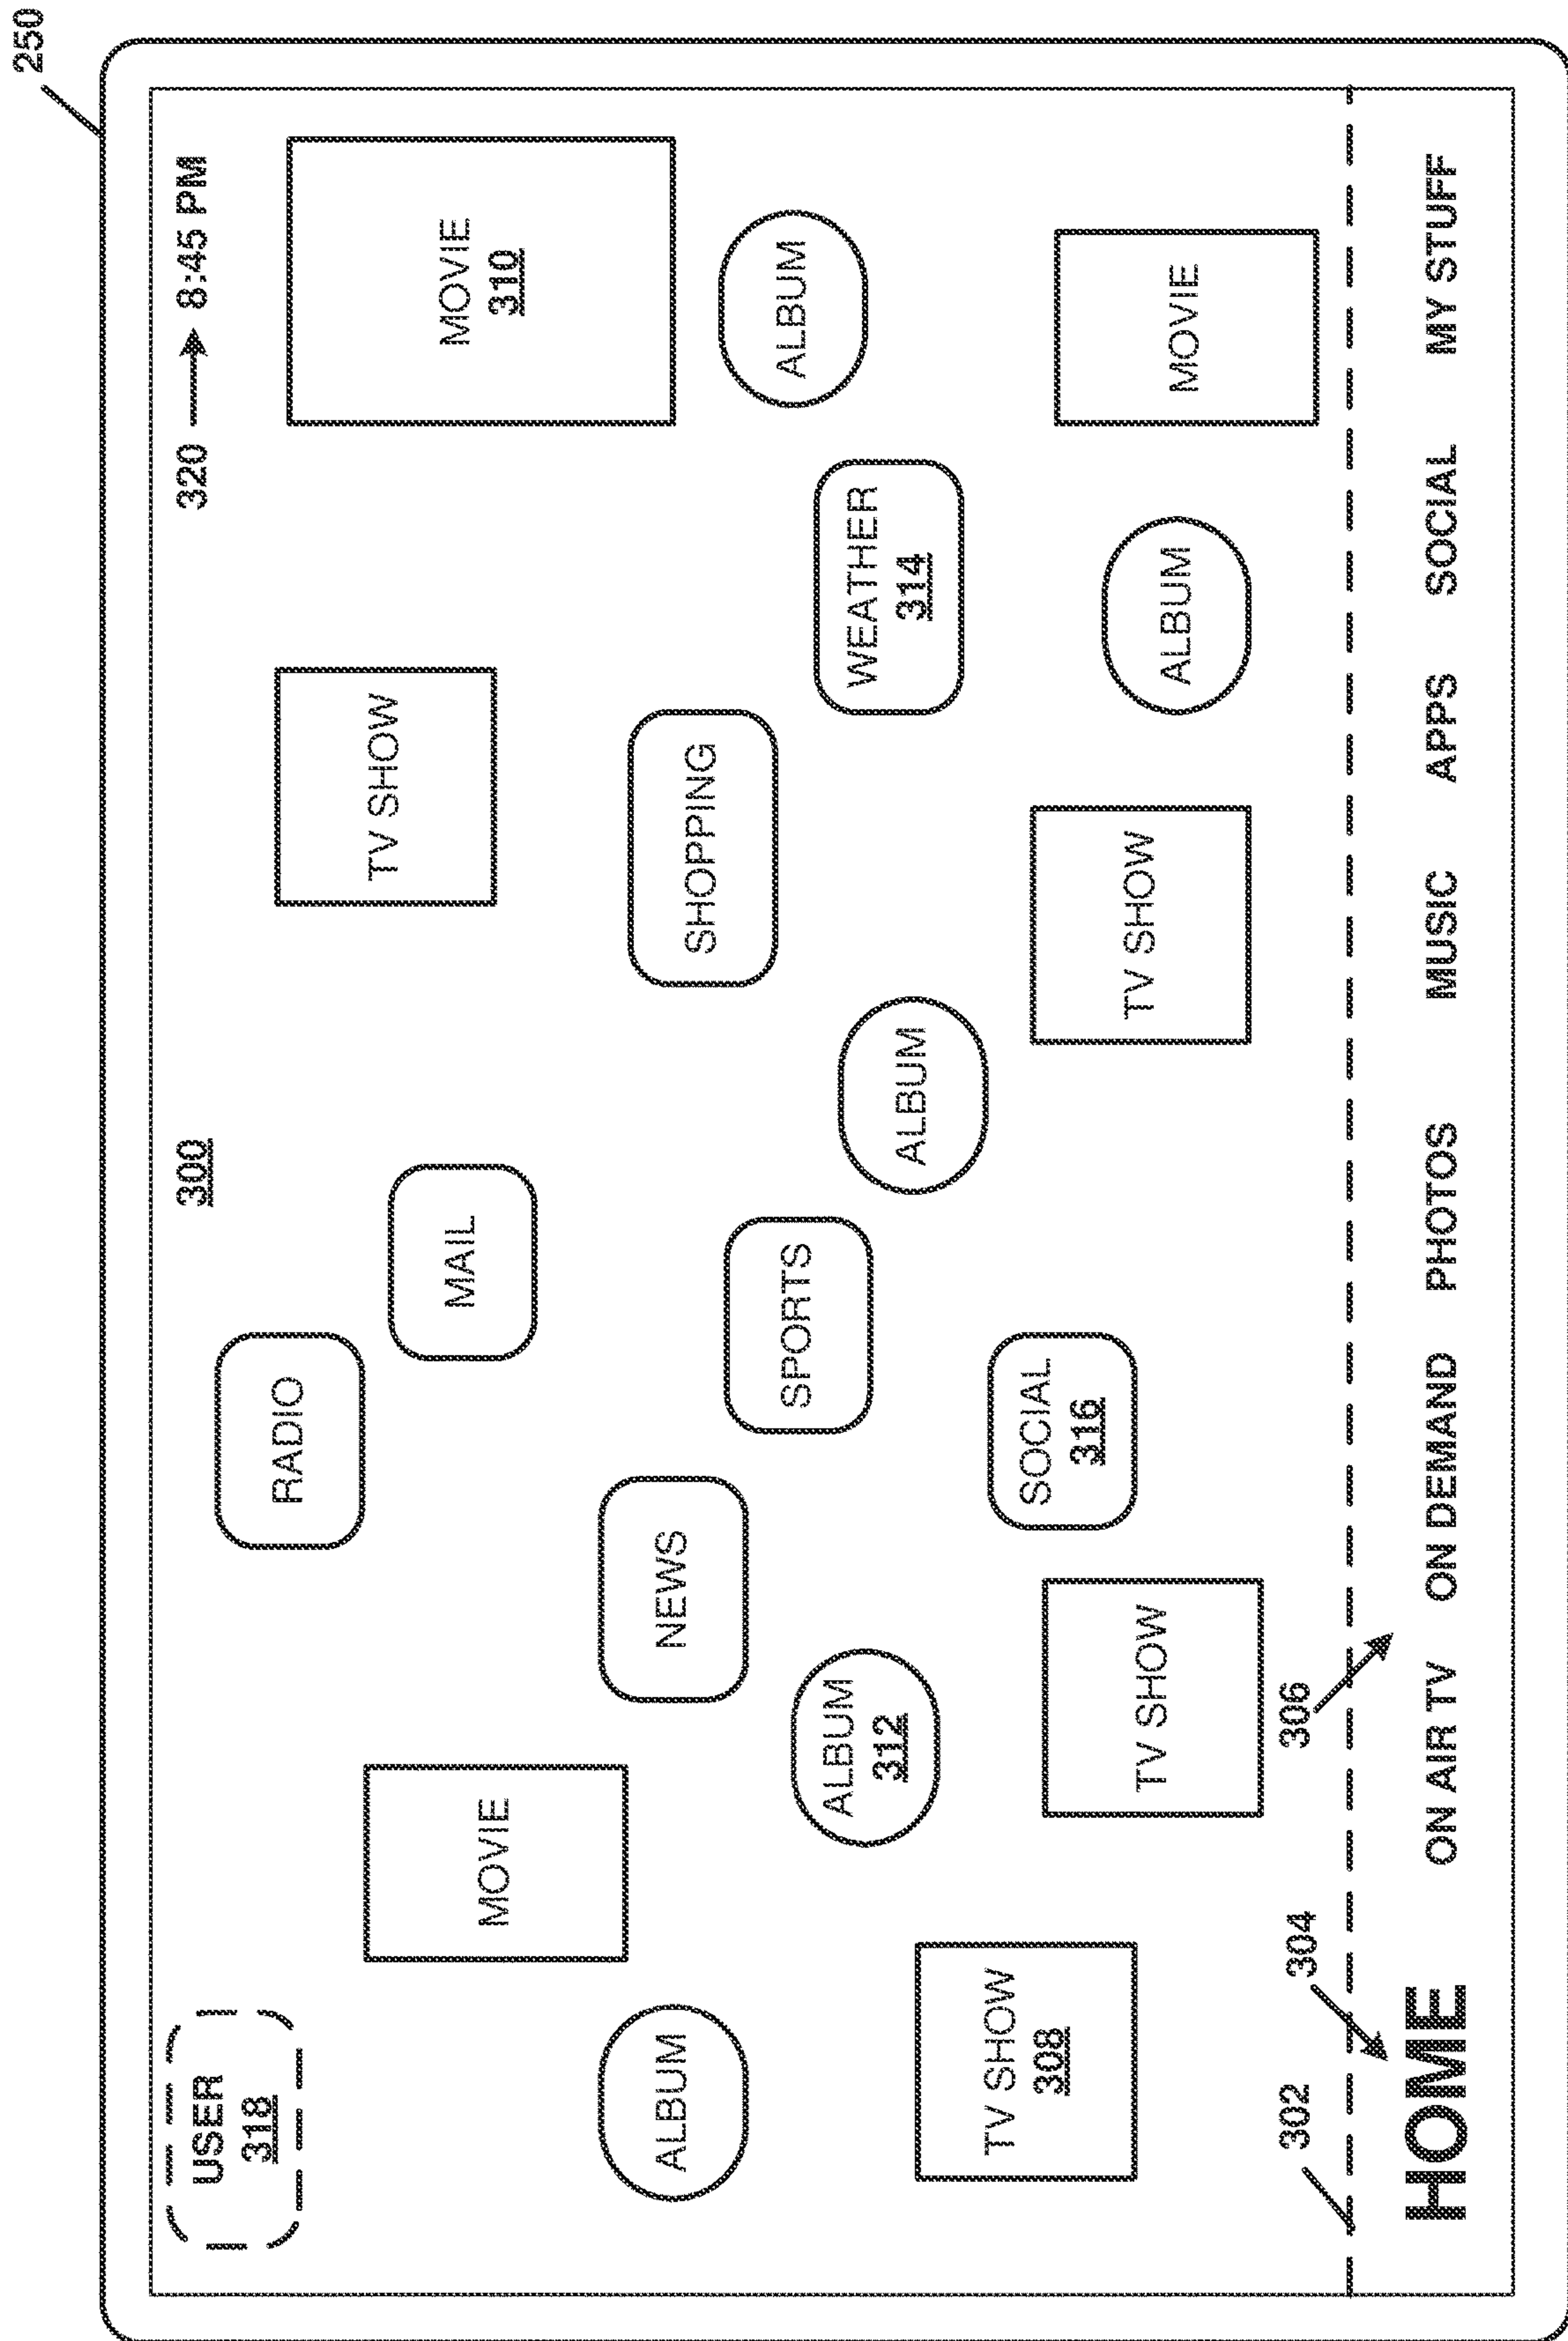 250
USER
318
300
320
8:45 PM
RADIO
TV SHOW
MOVIE
310
MOVIE
MAIL
ALBUM
NEWS
SHOPPING
SPORTS
ALBUM
ALBUM
312
ALBUM
WEATHER
314
TV SHOW
308
SOCIAL
316
TV SHOW
TV SHOW
ALBUM
MOVIE
302
304
306
HOME
ON AIR TV
ON DEMAND
PHOTOS
MUSIC
APPS
SOCIAL
MY STUFF